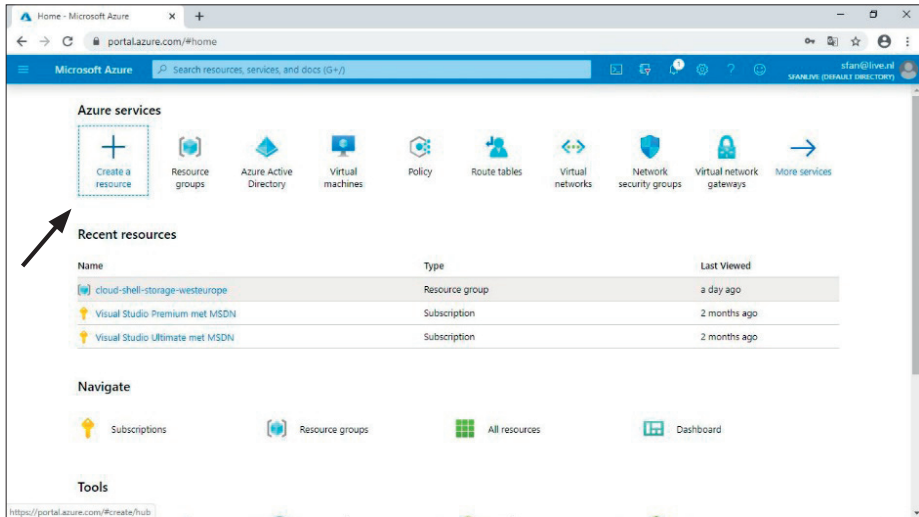 Home - Microsoft Azure
portal.azure.com/#home
Microsoft Azure
Search resources, services, and docs (G+/)
1
sfan@live.nl
SFANLIVE (DEFAULT DIRECTORY)
Azure services
Create a resource
Resource groups
Azure Active Directory
Virtual machines
Policy
Route tables
Virtual networks
Network security groups
Virtual network gateways
More services
Recent resources
Name Type Last Viewed
cloud-shell-storage-westeurope Resource group a day ago
Visual Studio Premium met MSDN Subscription 2 months ago
Visual Studio Ultimate met MSDN Subscription 2 months ago
Navigate
Subscriptions Resource groups All resources Dashboard
Tools
https://portal.azure.com/#create/hub